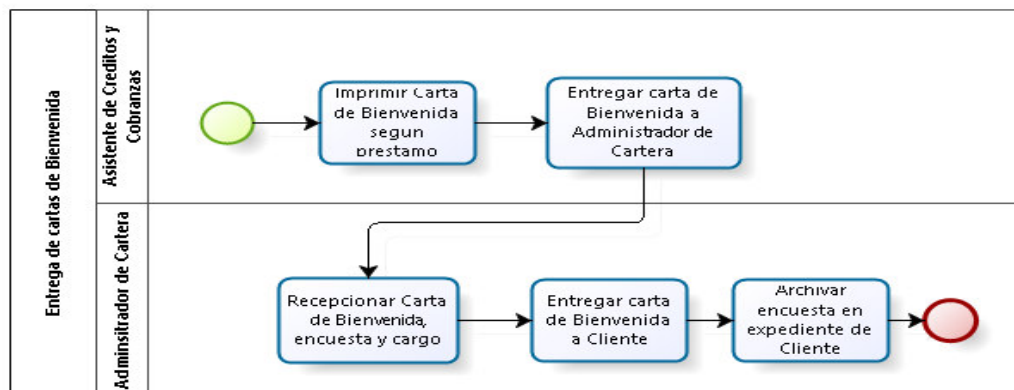 Entrega de cartas de Bienvenida
Asistente de Creditos y
Cobranzas
Imprimir Carta
de Bienvenida
segun
prestamo
Entregar carta de
Bienvenida a
Administrador de
Cartera
Adminsitrador de Cartera
Recepcionar Carta
de Bienvenida,
encuesta y cargo
Entregar carta
de Bienvenida
a Cliente
Archivar
encuesta en
expediente de
Cliente